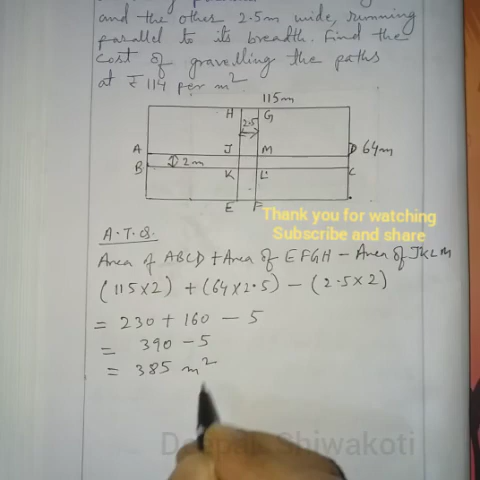 and the other 2.5m wide, running
parallel to its breadth. Find the
cost of gravelling the paths
at ₹ 114 per m²
115m
H G
2.5
A J M D 64m
B 2m K L C
E F
Thank you for watching
Subscribe and share
A.T.Q.
Area of ABCD + Area of EFGH - Area of JKLM
(115×2) + (64×2.5) - (2.5×2)
= 230 + 160 - 5
= 390 - 5
= 385 m²
Deepak Shiwakoti